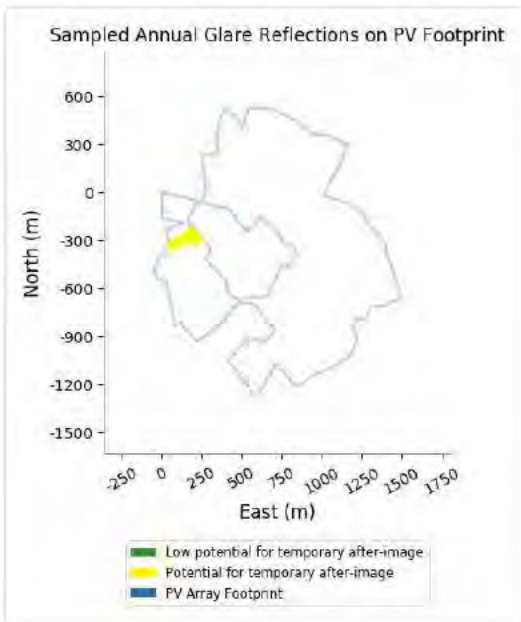 Sampled Annual Glare Reflections on PV Footprint
600
300
0
-300
-600
-900
-1200
-1500
North (m)
-250
0
250
500
750
1000
1250
1500
1750
East (m)
Low potential for temporary after-image
Potential for temporary after-image
PV Array Footprint